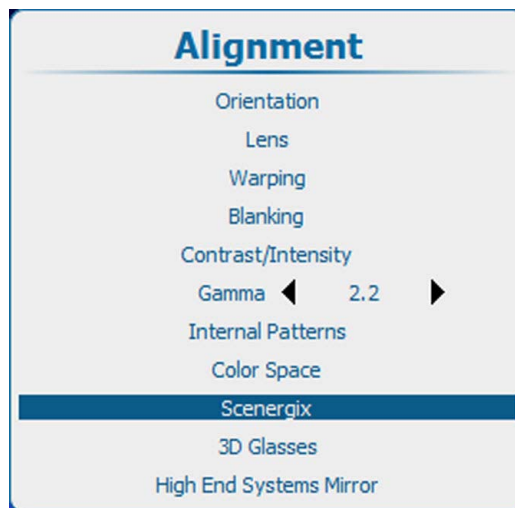 Alignment
Orientation
Lens
Warping
Blanking
Contrast/Intensity
Gamma 2.2
Internal Patterns
Color Space
Scenergix
3D Glasses
High End Systems Mirror